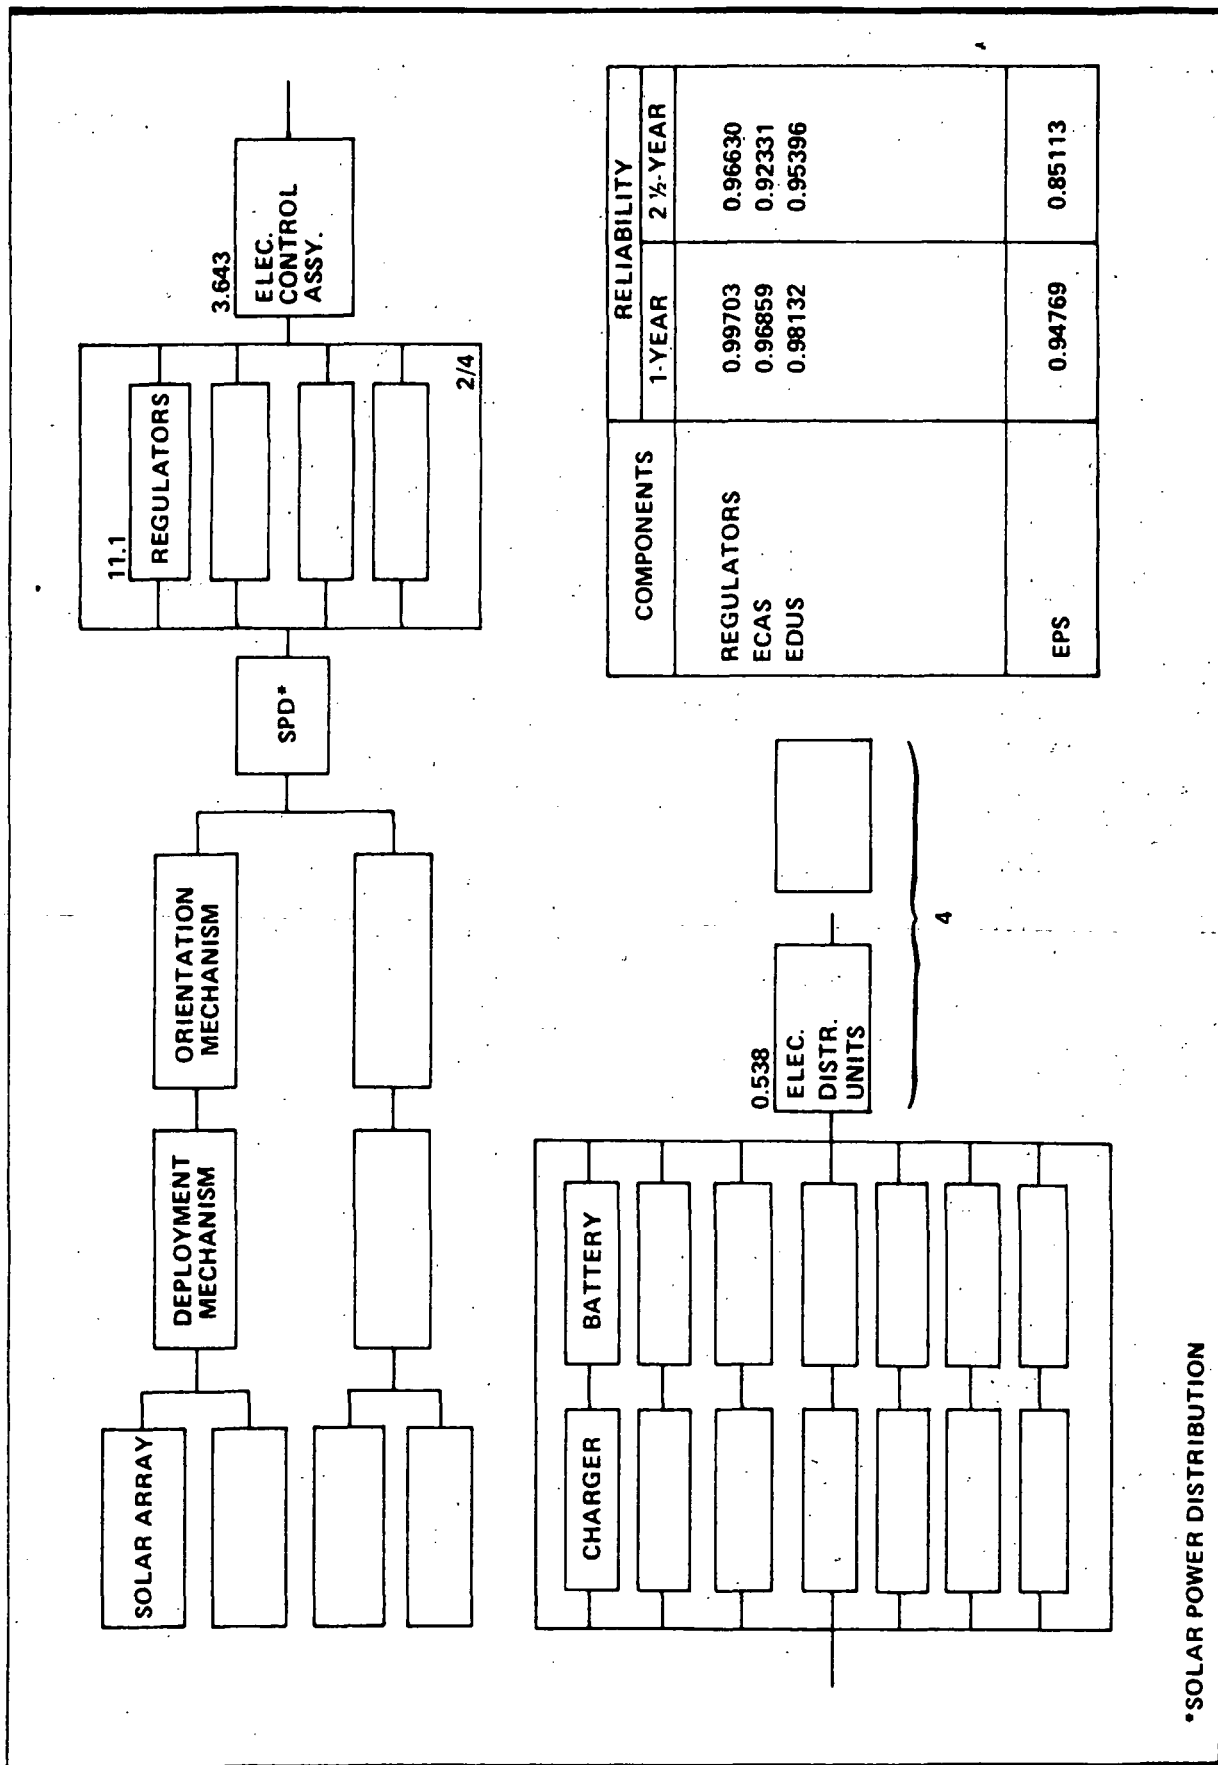 SOLAR ARRAY
DEPLOYMENT
MECHANISM
ORIENTATION
MECHANISM
SPD*
11.1
REGULATORS
2/4
3.643
ELEC.
CONTROL
ASSY.
CHARGER
BATTERY
0.538
ELEC.
DISTR.
UNITS
4
COMPONENTS
RELIABILITY
1-YEAR
2 ½-YEAR
REGULATORS 0.99703 0.96630
ECAS 0.96859 0.92331
EDUS 0.98132 0.95396
EPS 0.94769 0.85113
*SOLAR POWER DISTRIBUTION